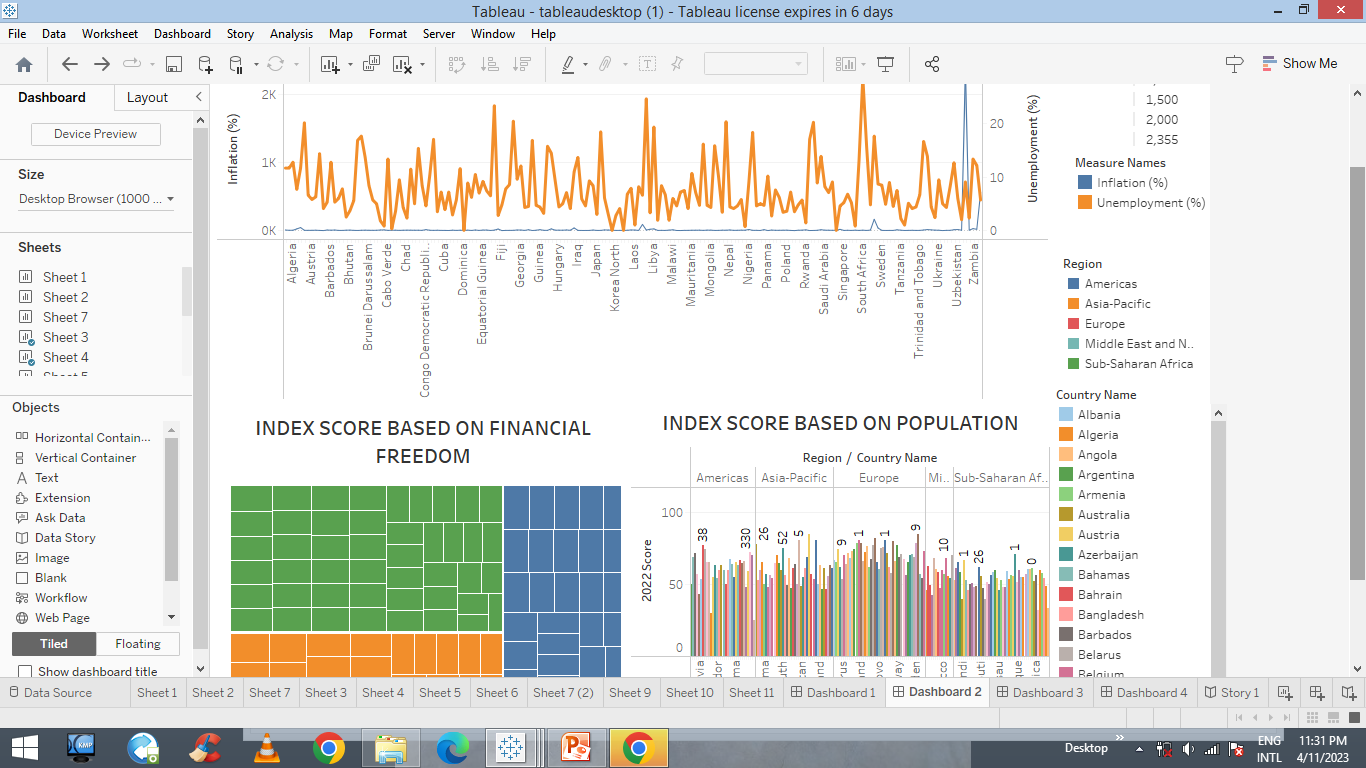 Tableau - tableaudesktop (1) - Tableau license expires in 6 days
File Data Worksheet Dashboard Story Analysis Map Format Server Window Help
Show Me
Dashboard Layout
Device Preview
Size
Desktop Browser (1000 ...
Sheets
Sheet 1
Sheet 2
Sheet 7
Sheet 3
Sheet 4
Objects
Horizontal Contain...
Vertical Container
Text
Extension
Ask Data
Data Story
Image
Blank
Workflow
Web Page
Tiled Floating
Show dashboard title
Inflation (%)
2K
1K
0K
Unemployment (%)
20
10
0
Algeria
Austria
Barbados
Bhutan
Brunei Darussalam
Cabo Verde
Chad
Congo Democratic Republi..
Cuba
Dominica
Equatorial Guinea
Fiji
Georgia
Guinea
Hungary
Iraq
Japan
Korea North
Laos
Libya
Malawi
Mauritania
Mongolia
Nepal
Nigeria
Panama
Poland
Rwanda
Saudi Arabia
Singapore
South Africa
Sweden
Tanzania
Trinidad and Tobago
Ukraine
Uzbekistan
Zambia
1,500
2,000
2,355
Measure Names
Inflation (%)
Unemployment (%)
Region
Americas
Asia-Pacific
Europe
Middle East and N..
Sub-Saharan Africa
Country Name
Albania
Algeria
Angola
Argentina
Armenia
Australia
Austria
Azerbaijan
Bahamas
Bahrain
Bangladesh
Barbados
Belarus
Belgium
INDEX SCORE BASED ON FINANCIAL
FREEDOM
INDEX SCORE BASED ON POPULATION
Region / Country Name
Americas Asia-Pacific Europe Mi.. Sub-Saharan Af..
2022 Score
100
50
0
38
330
26
52
5
9
1
1
9
10
1
26
1
0
Data Source Sheet 1 Sheet 2 Sheet 7 Sheet 3 Sheet 4 Sheet 5 Sheet 6 Sheet 7 (2) Sheet 9 Sheet 10 Sheet 11 Dashboard 1 Dashboard 2 Dashboard 3 Dashboard 4 Story 1
KMP
Desktop
ENG
INTL
11:31 PM
4/11/2023